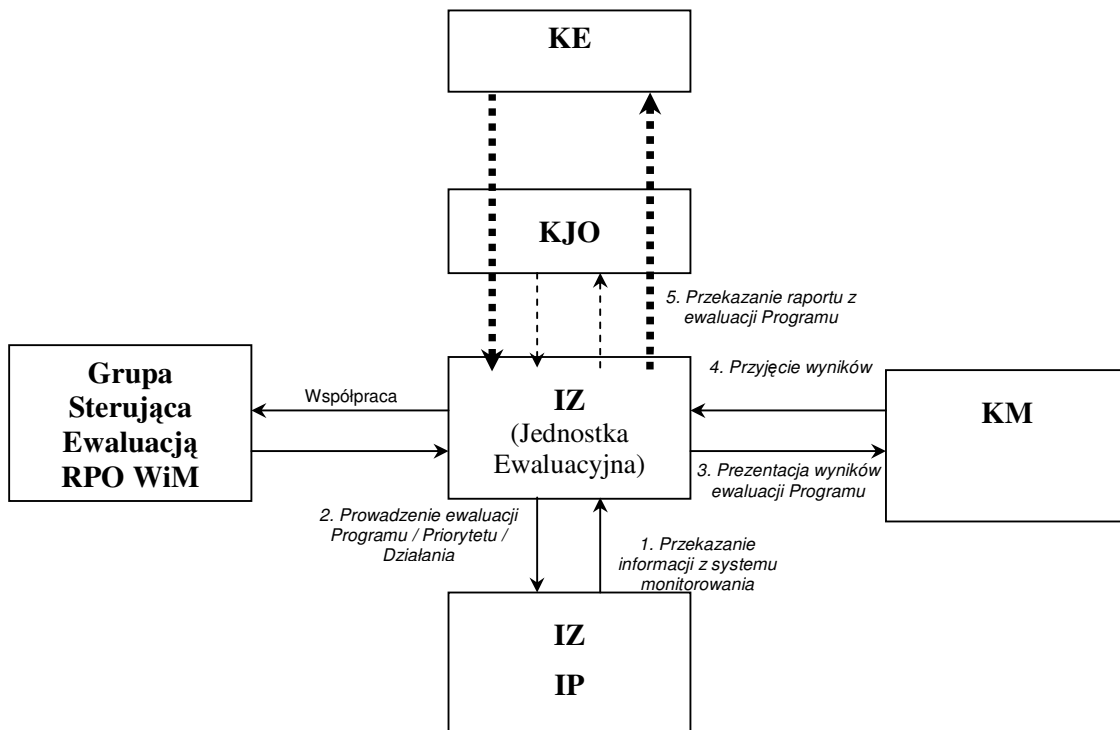 KE
KJO
5. Przekazanie raportu z
ewaluacji Programu
Grupa
Sterująca
Ewaluacją
RPO WiM
Współpraca
IZ
(Jednostka
Ewaluacyjna)
4. Przyjęcie wyników
KM
3. Prezentacja wyników
ewaluacji Programu
2. Prowadzenie ewaluacji
Programu / Priorytetu /
Działania
1. Przekazanie
informacji z systemu
monitorowania
IZ
IP